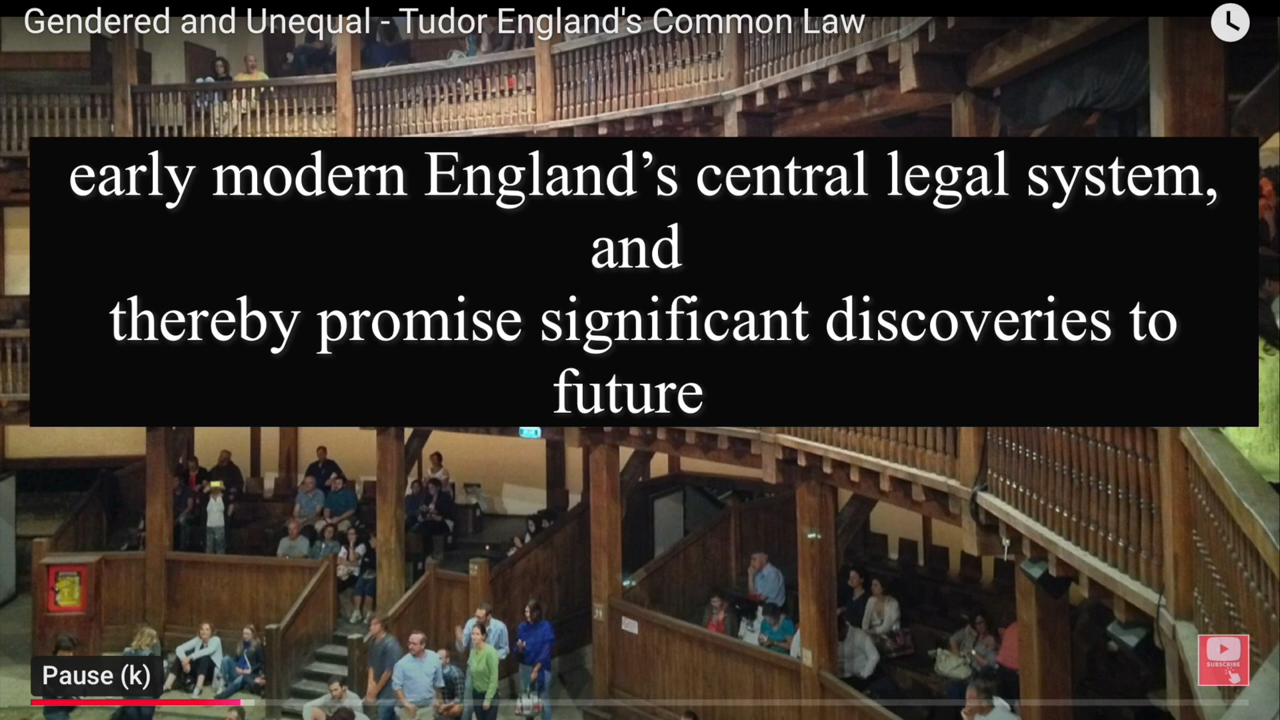 Gendered and Unequal - Tudor England's Common Law
early modern England’s central legal system,
and
thereby promise significant discoveries to
future
Pause (k)
SUBSCRIBE